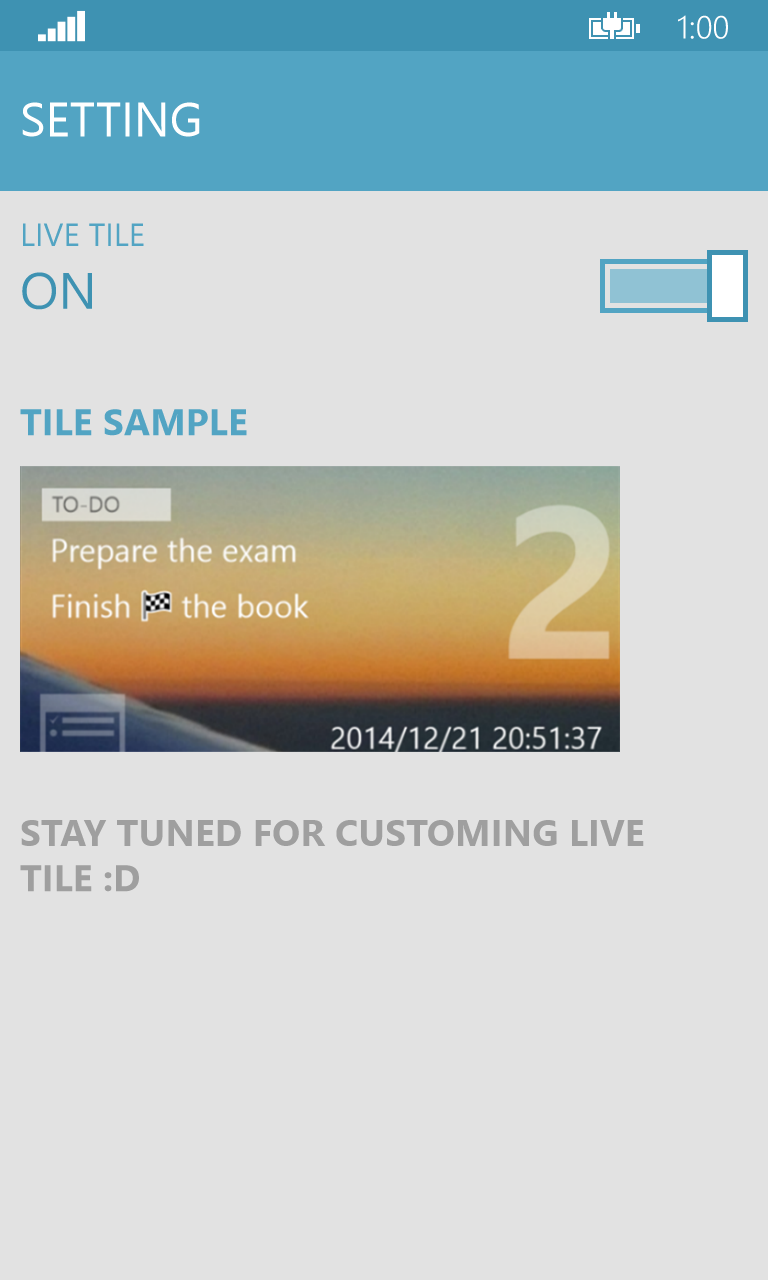 1:00
SETTING
LIVE TILE
ON
TILE SAMPLE
TO-DO
2
Prepare the exam
Finish 🏁 the book
2014/12/21 20:51:37
STAY TUNED FOR CUSTOMING LIVE
TILE :D